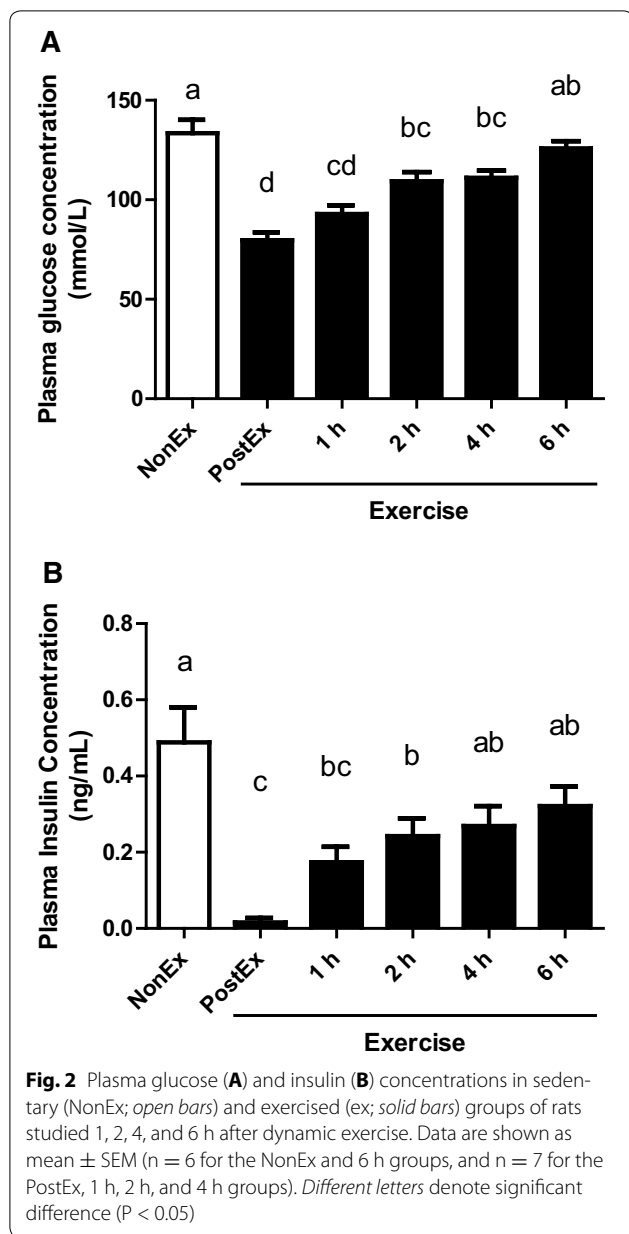 A
Plasma glucose concentration
(mmol/L)
150
100
50
0
a
d
cd
bc
bc
ab
NonEx
PostEx
1 h
2 h
4 h
6 h
Exercise
B
Plasma Insulin Concentration
(ng/mL)
0.8
0.6
0.4
0.2
0.0
a
c
bc
b
ab
ab
NonEx
PostEx
1 h
2 h
4 h
6 h
Exercise
Fig. 2 Plasma glucose (A) and insulin (B) concentrations in seden-
tary (NonEx; open bars) and exercised (ex; solid bars) groups of rats
studied 1, 2, 4, and 6 h after dynamic exercise. Data are shown as
mean ± SEM (n = 6 for the NonEx and 6 h groups, and n = 7 for the
PostEx, 1 h, 2 h, and 4 h groups). Different letters denote significant
difference (P < 0.05)